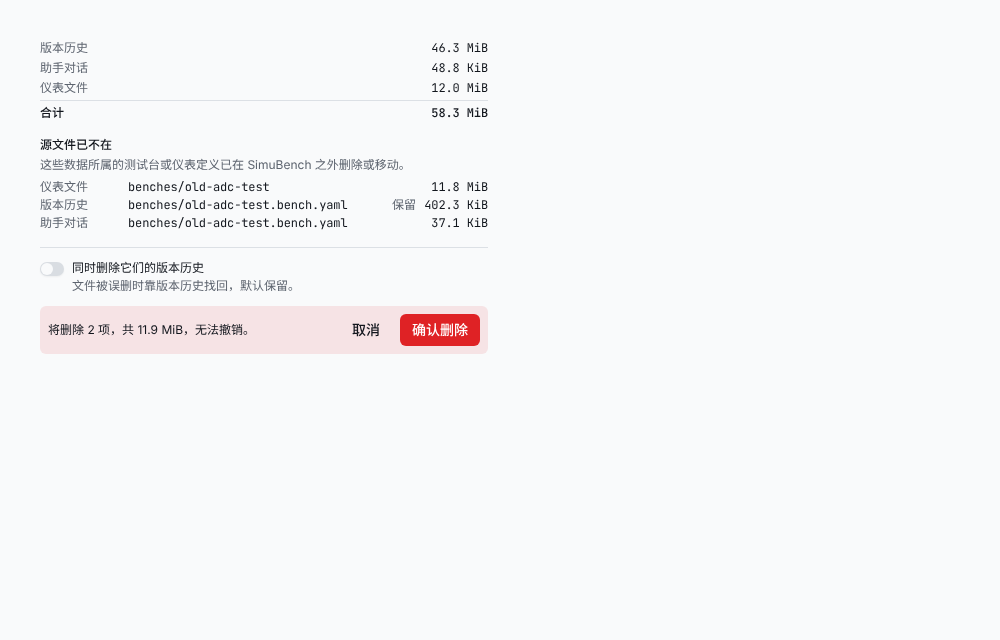 版本历史 46.3 MiB
助手对话 48.8 KiB
仪表文件 12.0 MiB
合计 58.3 MiB
源文件已不在
这些数据所属的测试台或仪表定义已在 SimuBench 之外删除或移动。
仪表文件 benches/old-adc-test 11.8 MiB
版本历史 benches/old-adc-test.bench.yaml 保留 402.3 KiB
助手对话 benches/old-adc-test.bench.yaml 37.1 KiB
同时删除它们的版本历史
文件被误删时靠版本历史找回，默认保留。
将删除 2 项，共 11.9 MiB，无法撤销。 取消 确认删除